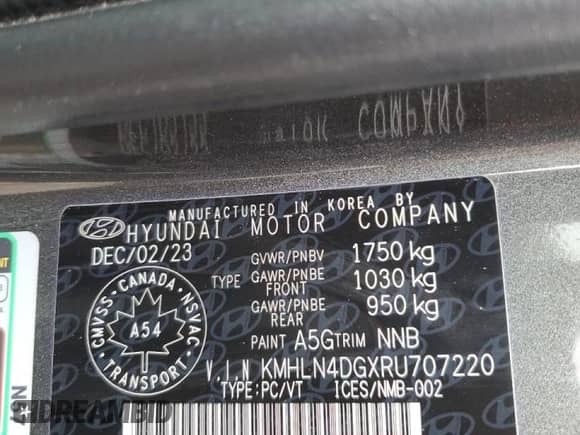 COMPANY
MANUFACTURED IN KOREA BY
HYUNDAI MOTOR COMPANY
DEC/02/23
GVWR/PNBV 1750 kg
TYPE GAWR/PNBE FRONT 1030 kg
GAWR/PNBE REAR 950 kg
PAINT A5G TRIM NNB
V.I.N KMHLN4DGXRU707220
TYPE:PC/VT ICES/NMB-002
CMVSS · CANADA · NSVAC
A54
TRANSPORT
DREAMBID